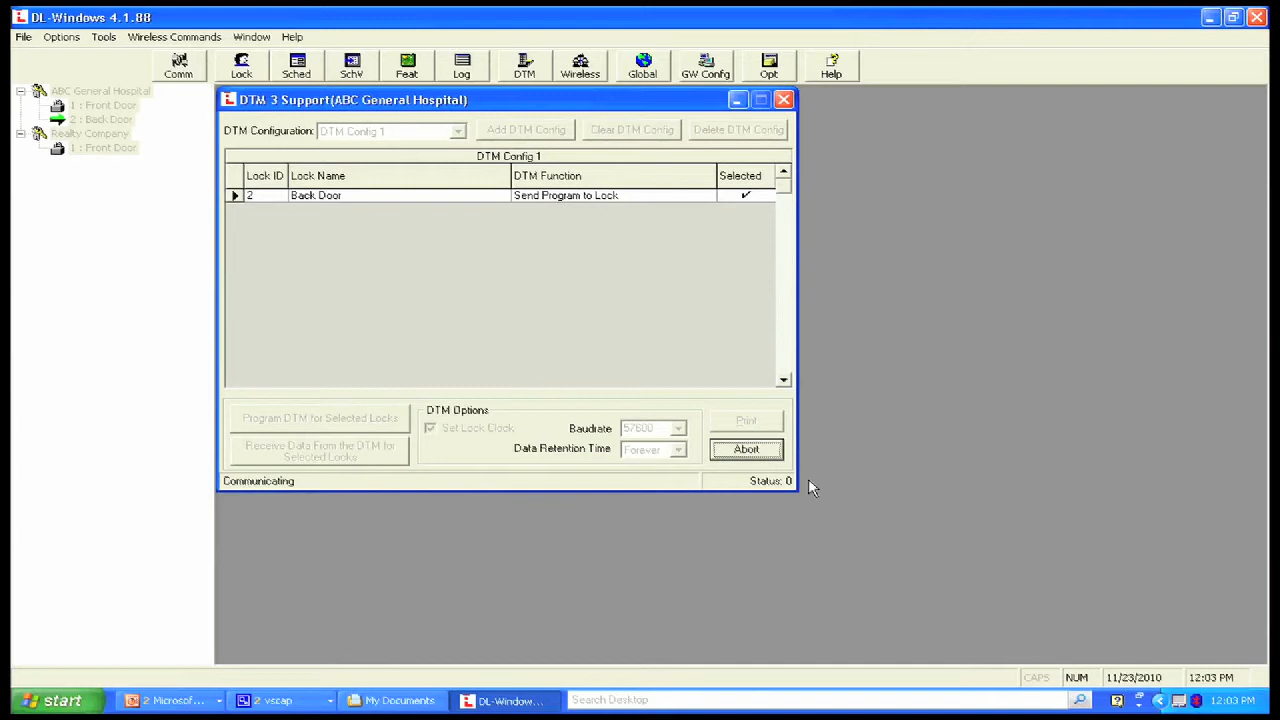 DL-Windows 4.1.88
File Options Tools Wireless Commands Window Help
Comm Lock Sched SchV Feat Log DTM Wireless Global GW Config Opt Help
ABC General Hospital
1 : Front Door
2 : Back Door
Realty Company
1 : Front Door
DTM 3 Support(ABC General Hospital)
DTM Configuration: DTM Config 1 Add DTM Config Clear DTM Config Delete DTM Config
DTM Config 1
Lock ID Lock Name DTM Function Selected
2 Back Door Send Program to Lock ✓
Program DTM for Selected Locks
Receive Data From the DTM for
Selected Locks
DTM Options
Set Lock Clock Baudrate 57600
Data Retention Time Forever
Print
Abort
Communicating Status: 0
CAPS NUM 11/23/2010 12:03 PM
start 2 Microsof... 2 vscap My Documents DL-Window... Search Desktop 12:03 PM